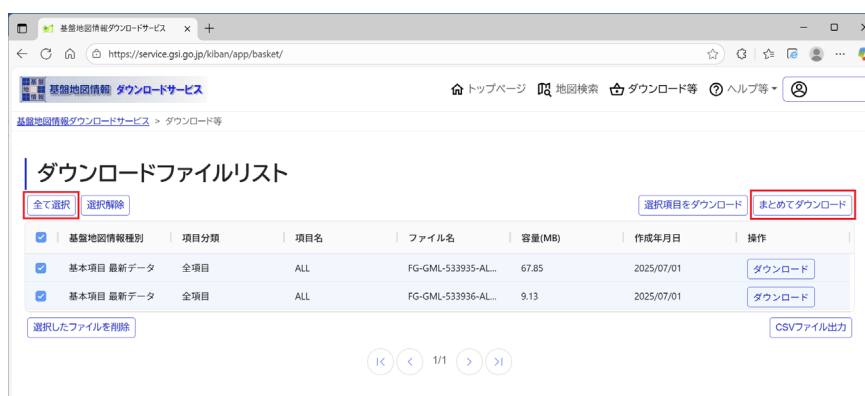 基盤地図情報ダウンロードサービス
https://service.gsi.go.jp/kiban/app/basket/
基盤地図情報 ダウンロードサービス
トップページ 地図検索 ダウンロード等 ヘルプ等
基盤地図情報ダウンロードサービス > ダウンロード等
ダウンロードファイルリスト
全て選択 選択解除 選択項目をダウンロード まとめてダウンロード
基盤地図情報種別 項目分類 項目名 ファイル名 容量(MB) 作成年月日 操作
基本項目 最新データ 全項目 ALL FG-GML-533935-AL... 67.85 2025/07/01 ダウンロード
基本項目 最新データ 全項目 ALL FG-GML-533936-AL... 9.13 2025/07/01 ダウンロード
選択したファイルを削除 CSVファイル出力
1/1